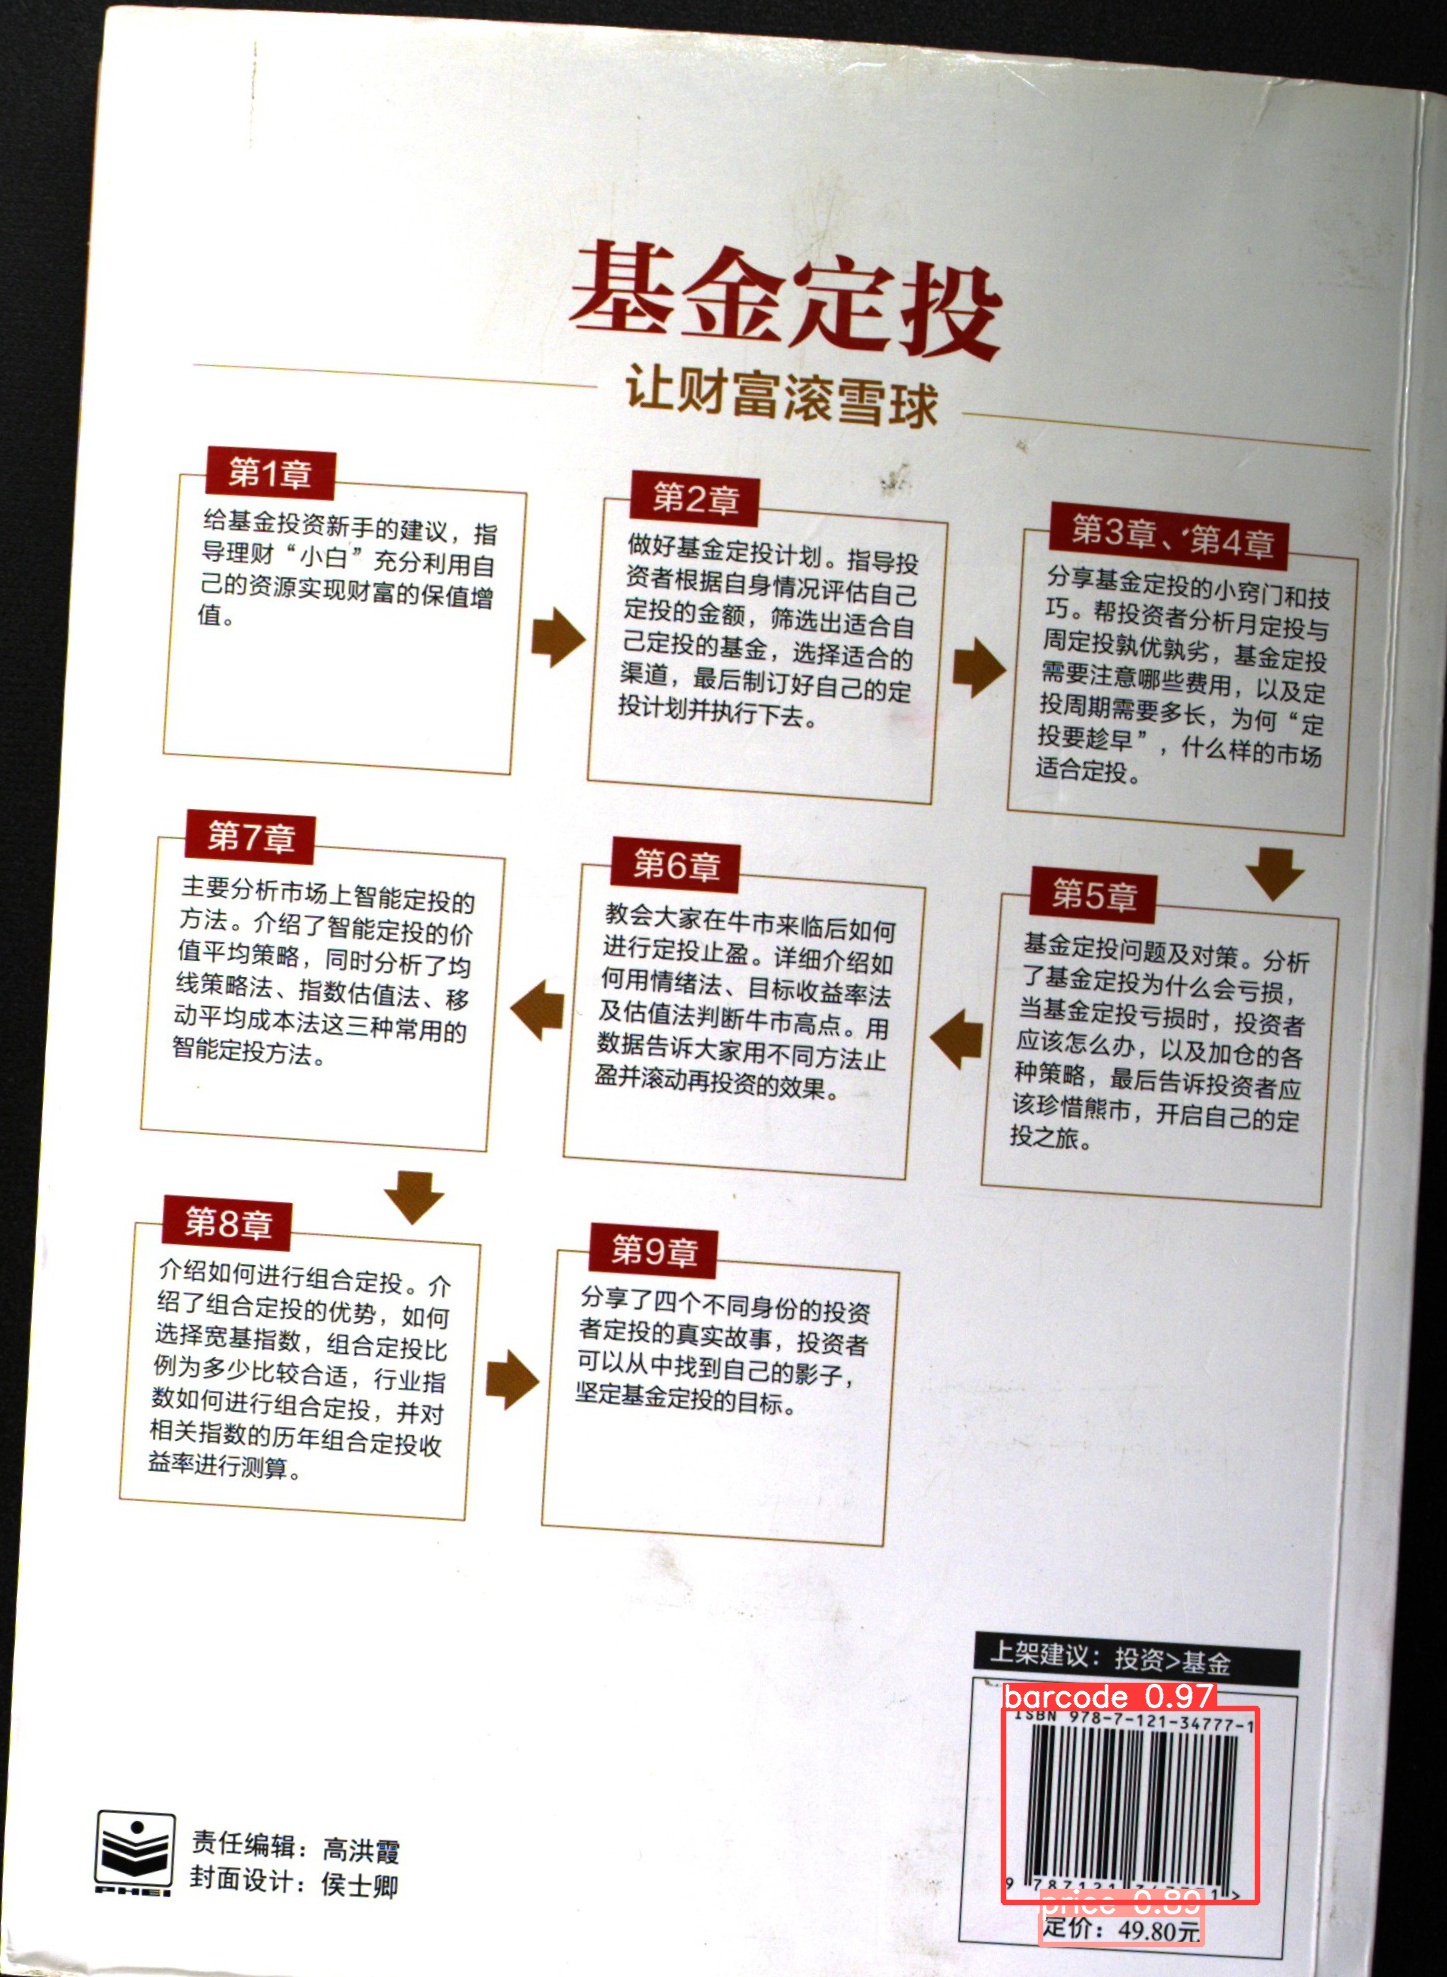 基金定投
让财富滚雪球
第1章
给基金投资新手的建议，指
导理财“小白”充分利用自
己的资源实现财富的保值增
值。
第2章
做好基金定投计划。指导投
资者根据自身情况评估自己
定投的金额，筛选出适合自
己定投的基金，选择适合的
渠道，最后制订好自己的定
投计划并执行下去。
第3章、第4章
分享基金定投的小窍门和技
巧。帮投资者分析月定投与
周定投孰优孰劣，基金定投
需要注意哪些费用，以及定
投周期需要多长，为何“定
投要趁早”，什么样的市场
适合定投。
第5章
基金定投问题及对策。分析
了基金定投为什么会亏损，
当基金定投亏损时，投资者
应该怎么办，以及加仓的各
种策略，最后告诉投资者应
该珍惜熊市，开启自己的定
投之旅。
第6章
教会大家在牛市来临后如何
进行定投止盈。详细介绍如
何用情绪法、目标收益率法
及估值法判断牛市高点。用
数据告诉大家用不同方法止
盈并滚动再投资的效果。
第7章
主要分析市场上智能定投的
方法。介绍了智能定投的价
值平均策略，同时分析了均
线策略法、指数估值法、移
动平均成本法这三种常用的
智能定投方法。
第8章
介绍如何进行组合定投。介
绍了组合定投的优势，如何
选择宽基指数，组合定投比
例为多少比较合适，行业指
数如何进行组合定投，并对
相关指数的历年组合定投收
益率进行测算。
第9章
分享了四个不同身份的投资
者定投的真实故事，投资者
可以从中找到自己的影子，
坚定基金定投的目标。
上架建议：投资>基金
barcode 0.97
ISBN 978-7-121-34777-1
price 0.89
定价：49.80元
PHEI
责任编辑：高洪霞
封面设计：侯士卿